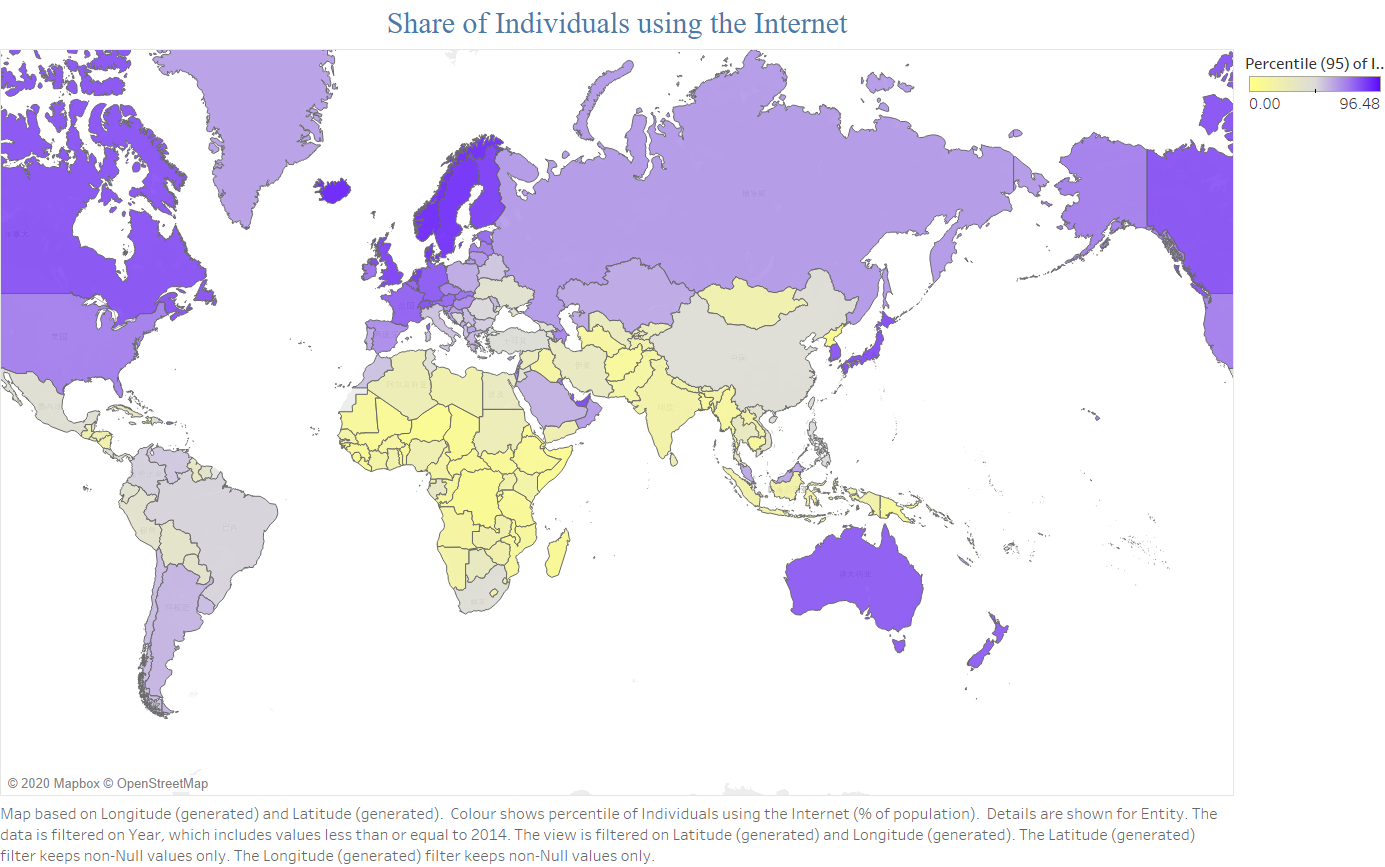 Share of Individuals using the Internet
Percentile (95) of I..
0.00 96.48
© 2020 Mapbox © OpenStreetMap
Map based on Longitude (generated) and Latitude (generated). Colour shows percentile of Individuals using the Internet (% of population). Details are shown for Entity. The
data is filtered on Year, which includes values less than or equal to 2014. The view is filtered on Latitude (generated) and Longitude (generated). The Latitude (generated)
filter keeps non-Null values only. The Longitude (generated) filter keeps non-Null values only.